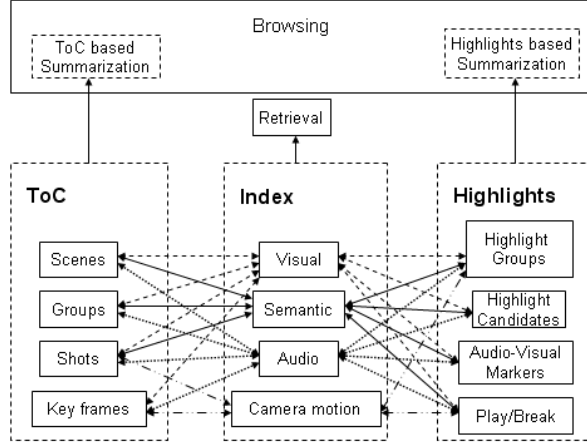 Browsing
ToC based
Summarization
Highlights based
Summarization
Retrieval
ToC
Index
Highlights
Scenes
Visual
Highlight
Groups
Groups
Semantic
Highlight
Candidates
Shots
Audio
Audio-Visual
Markers
Key frames
Camera motion
Play/Break